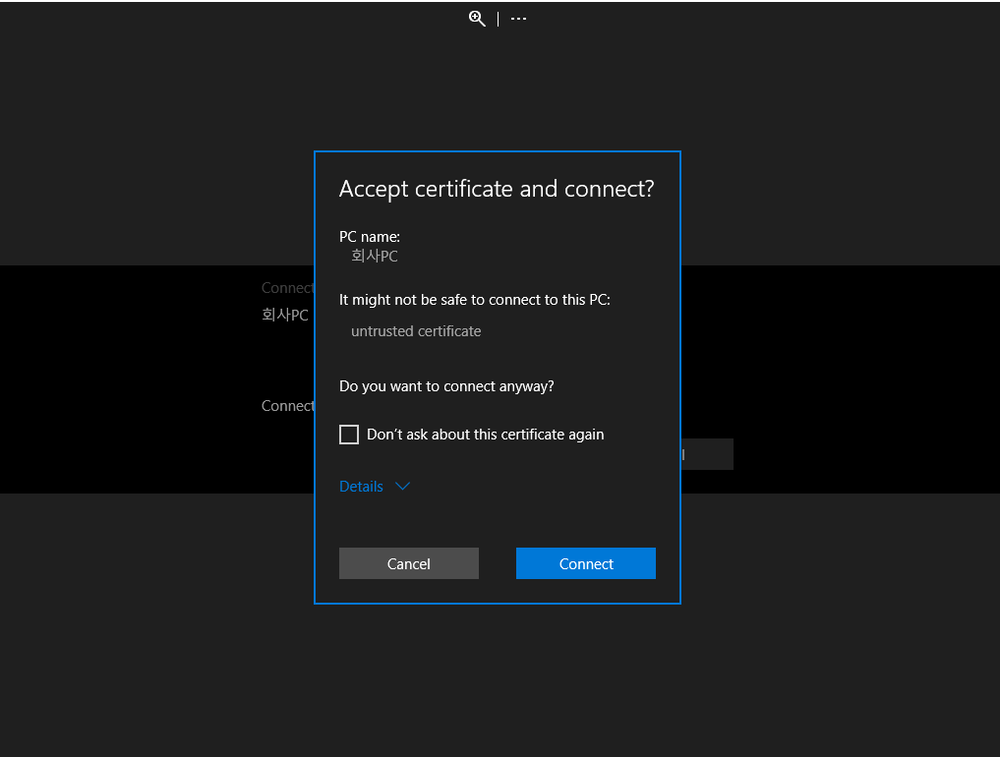 Accept certificate and connect?
PC name:
회사PC
It might not be safe to connect to this PC:
untrusted certificate
Do you want to connect anyway?
Don't ask about this certificate again
Details
Cancel
Connect
Connect
회사PC
Connect